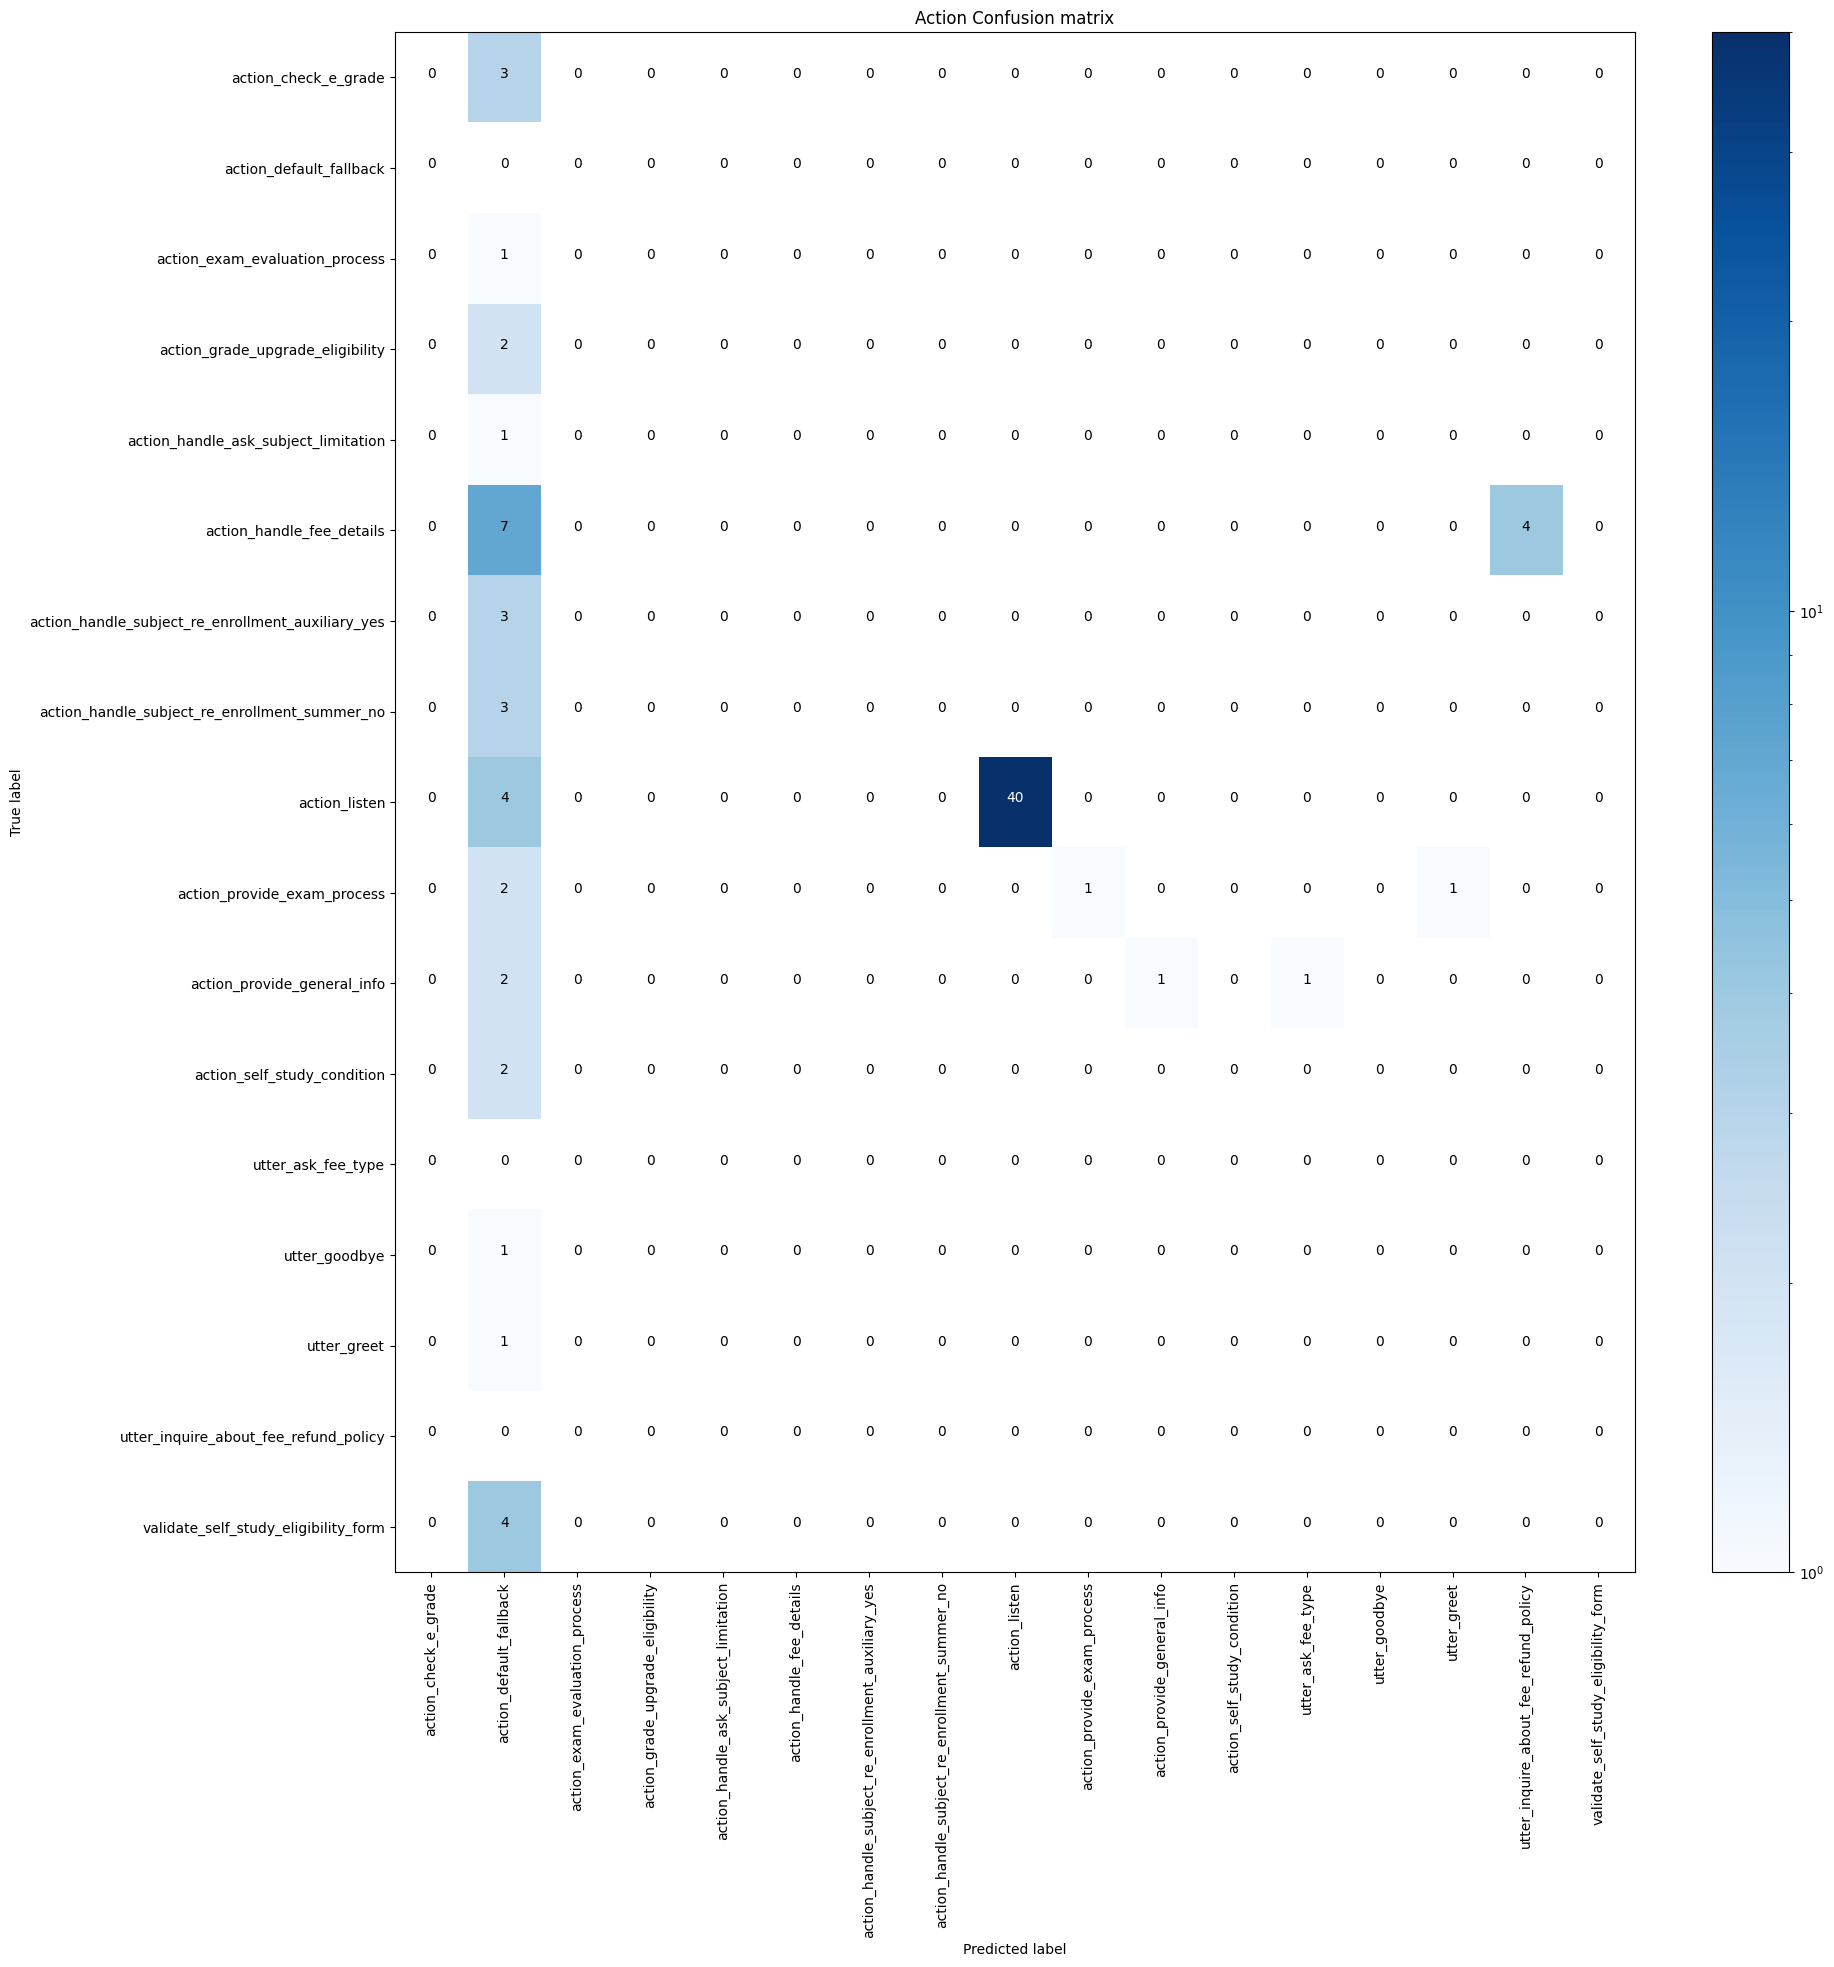 Action Confusion matrix
action_check_e_grade 0 3 0 0 0 0 0 0 0 0 0 0 0 0 0 0 0
action_default_fallback 0 0 0 0 0 0 0 0 0 0 0 0 0 0 0 0 0
action_exam_evaluation_process 0 1 0 0 0 0 0 0 0 0 0 0 0 0 0 0 0
action_grade_upgrade_eligibility 0 2 0 0 0 0 0 0 0 0 0 0 0 0 0 0 0
action_handle_ask_subject_limitation 0 1 0 0 0 0 0 0 0 0 0 0 0 0 0 0 0
action_handle_fee_details 0 7 0 0 0 0 0 0 0 0 0 0 0 0 0 4 0
action_handle_subject_re_enrollment_auxiliary_yes 0 3 0 0 0 0 0 0 0 0 0 0 0 0 0 0 0
action_handle_subject_re_enrollment_summer_no 0 3 0 0 0 0 0 0 0 0 0 0 0 0 0 0 0
action_listen 0 4 0 0 0 0 0 0 40 0 0 0 0 0 0 0 0
action_provide_exam_process 0 2 0 0 0 0 0 0 0 1 0 0 0 0 1 0 0
action_provide_general_info 0 2 0 0 0 0 0 0 0 0 1 0 1 0 0 0 0
action_self_study_condition 0 2 0 0 0 0 0 0 0 0 0 0 0 0 0 0 0
utter_ask_fee_type 0 0 0 0 0 0 0 0 0 0 0 0 0 0 0 0 0
utter_goodbye 0 1 0 0 0 0 0 0 0 0 0 0 0 0 0 0 0
utter_greet 0 1 0 0 0 0 0 0 0 0 0 0 0 0 0 0 0
utter_inquire_about_fee_refund_policy 0 0 0 0 0 0 0 0 0 0 0 0 0 0 0 0 0
validate_self_study_eligibility_form 0 4 0 0 0 0 0 0 0 0 0 0 0 0 0 0 0
True label
action_check_e_grade
action_default_fallback
action_exam_evaluation_process
action_grade_upgrade_eligibility
action_handle_ask_subject_limitation
action_handle_fee_details
action_handle_subject_re_enrollment_auxiliary_yes
action_handle_subject_re_enrollment_summer_no
action_listen
action_provide_exam_process
action_provide_general_info
action_self_study_condition
utter_ask_fee_type
utter_goodbye
utter_greet
utter_inquire_about_fee_refund_policy
validate_self_study_eligibility_form
Predicted label
10¹
10⁰